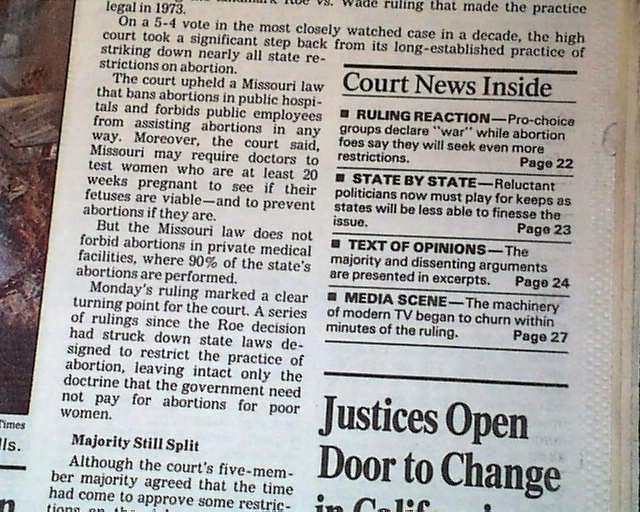 Roe vs. Wade ruling that made the practice
legal in 1973.
On a 5-4 vote in the most closely watched case in a decade, the high
court took a significant step back from its long-established practice of
striking down nearly all state re-
strictions on abortion.
The court upheld a Missouri law
that bans abortions in public hospi-
tals and forbids public employees
from assisting abortions in any
way. Moreover, the court said,
Missouri may require doctors to
test women who are at least 20
weeks pregnant to see if their
fetuses are viable—and to prevent
abortions if they are.
But the Missouri law does not
forbid abortions in private medical
facilities, where 90% of the state's
abortions are performed.
Monday's ruling marked a clear
turning point for the court. A series
of rulings since the Roe decision
had struck down state laws de-
signed to restrict the practice of
abortion, leaving intact only the
doctrine that the government need
not pay for abortions for poor
women.
Majority Still Split
Although the court's five-mem-
ber majority agreed that the time
had come to approve some restric-
Court News Inside
■ RULING REACTION—Pro-choice
groups declare "war" while abortion
foes say they will seek even more
restrictions. Page 22
■ STATE BY STATE—Reluctant
politicians now must play for keeps as
states will be less able to finesse the
issue. Page 23
■ TEXT OF OPINIONS—The
majority and dissenting arguments
are presented in excerpts. Page 24
■ MEDIA SCENE—The machinery
of modern TV began to churn within
minutes of the ruling. Page 27
Justices Open
Door to Change
Times
lls.